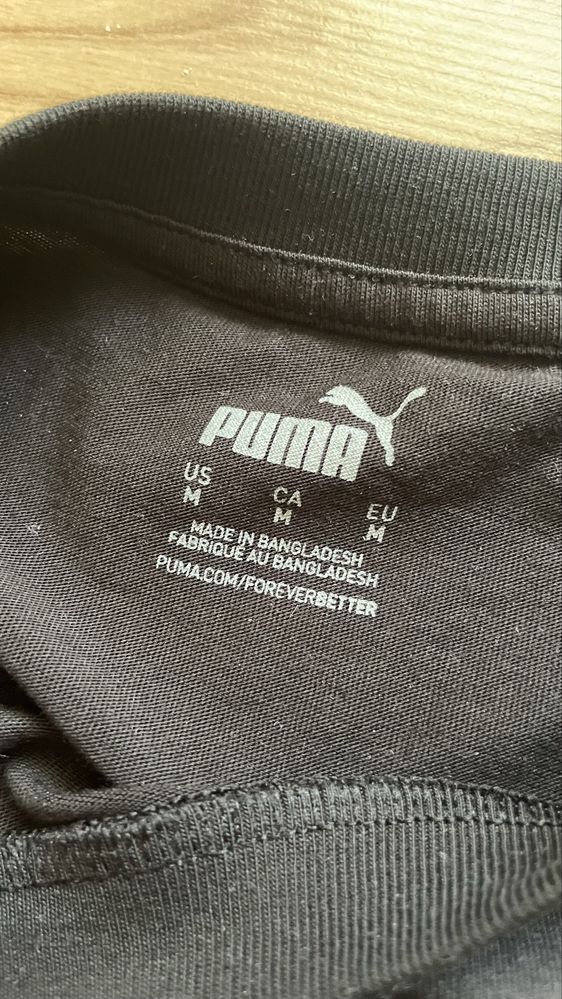 PUMA
US CA EU
M M M
MADE IN BANGLADESH
FABRIQUÉ AU BANGLADESH
PUMA.COM/FOREVERBETTER